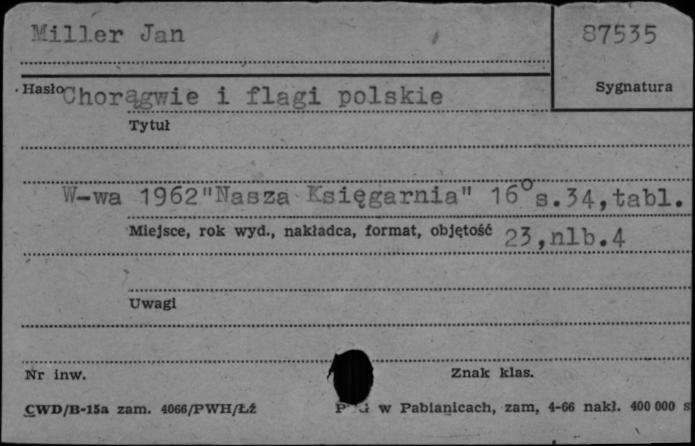 Miller Jan 87535
Hasło Sygnatura
Chorągwie i flagi polskie
Tytuł
W-wa 1962"Nasza Księgarnia" 16° s.34,tabl.
Miejsce, rok wyd., nakładca, format, objętość 23,nlb.4
Uwagi
Nr inw. Znak klas.
CWD/B-15a zam. 4066/PWH/Łź w Pabianicach, zam, 4-66 nakł. 400 000 s